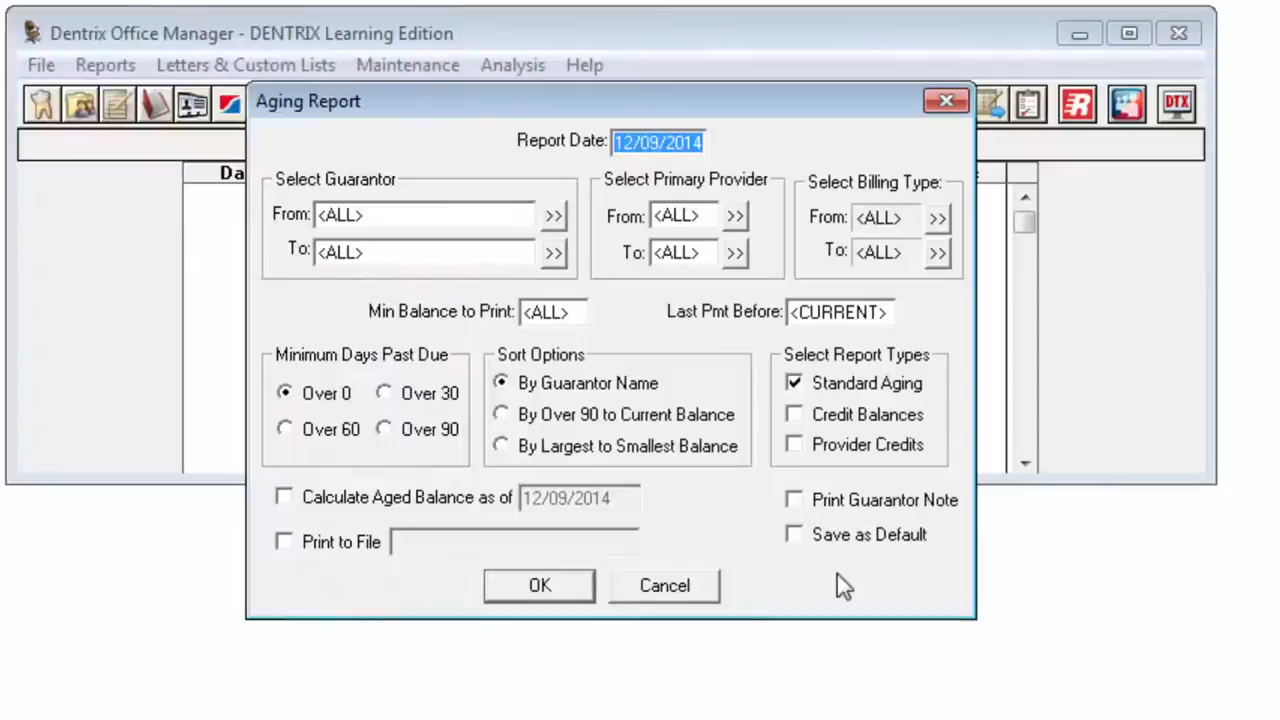 Dentrix Office Manager - DENTRIX Learning Edition
File Reports Letters & Custom Lists Maintenance Analysis Help
DTX
Aging Report
Report Date: 12/09/2014
Da
Select Guarantor
From: <ALL> >>
To: <ALL> >>
Select Primary Provider
From: <ALL> >>
To: <ALL> >>
Select Billing Type:
From: <ALL> >>
To: <ALL> >>
Min Balance to Print: <ALL>
Last Pmt Before: <CURRENT>
Minimum Days Past Due
Over 0 Over 30
Over 60 Over 90
Sort Options
By Guarantor Name
By Over 90 to Current Balance
By Largest to Smallest Balance
Select Report Types
Standard Aging
Credit Balances
Provider Credits
Calculate Aged Balance as of 12/09/2014
Print to File
Print Guarantor Note
Save as Default
OK Cancel